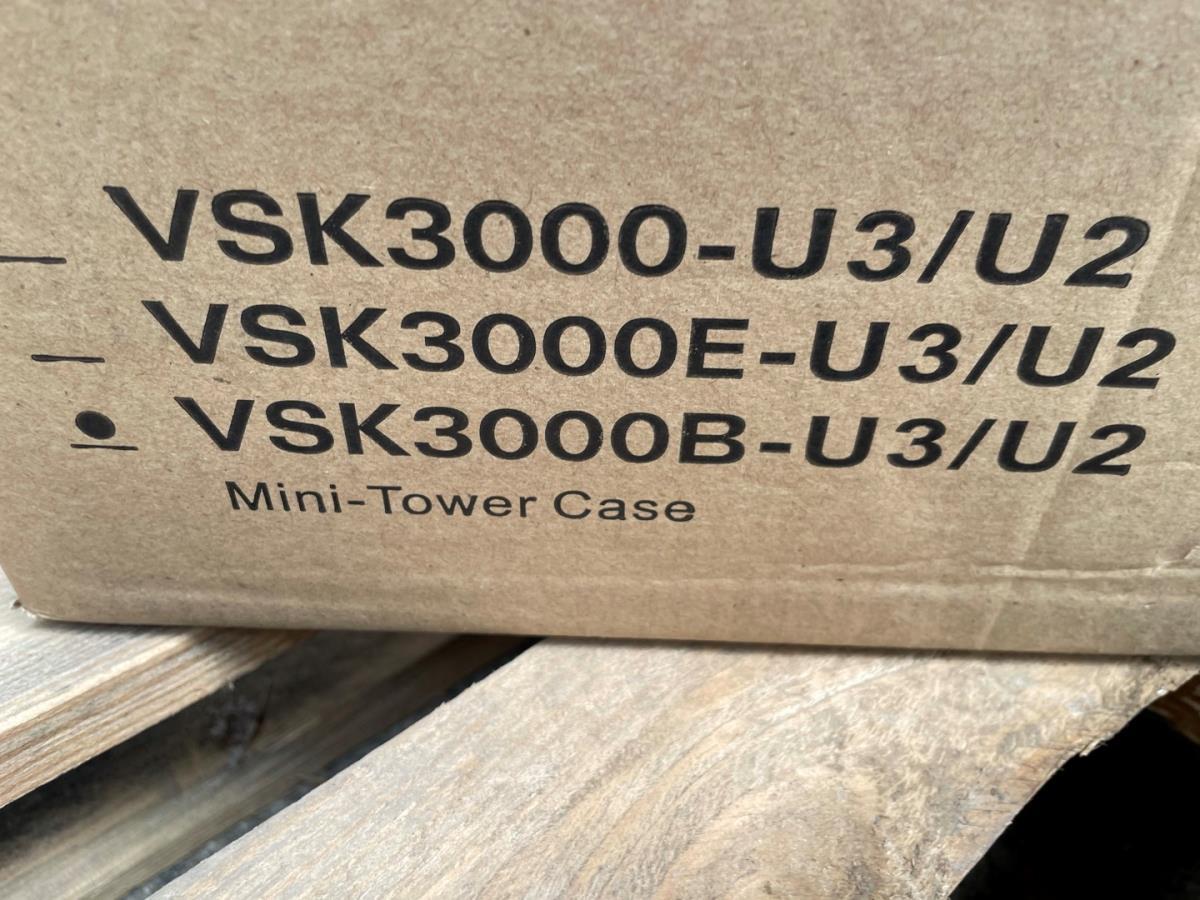 _ VSK3000-U3/U2
_ VSK3000E-U3/U2
● VSK3000B-U3/U2
Mini-Tower Case